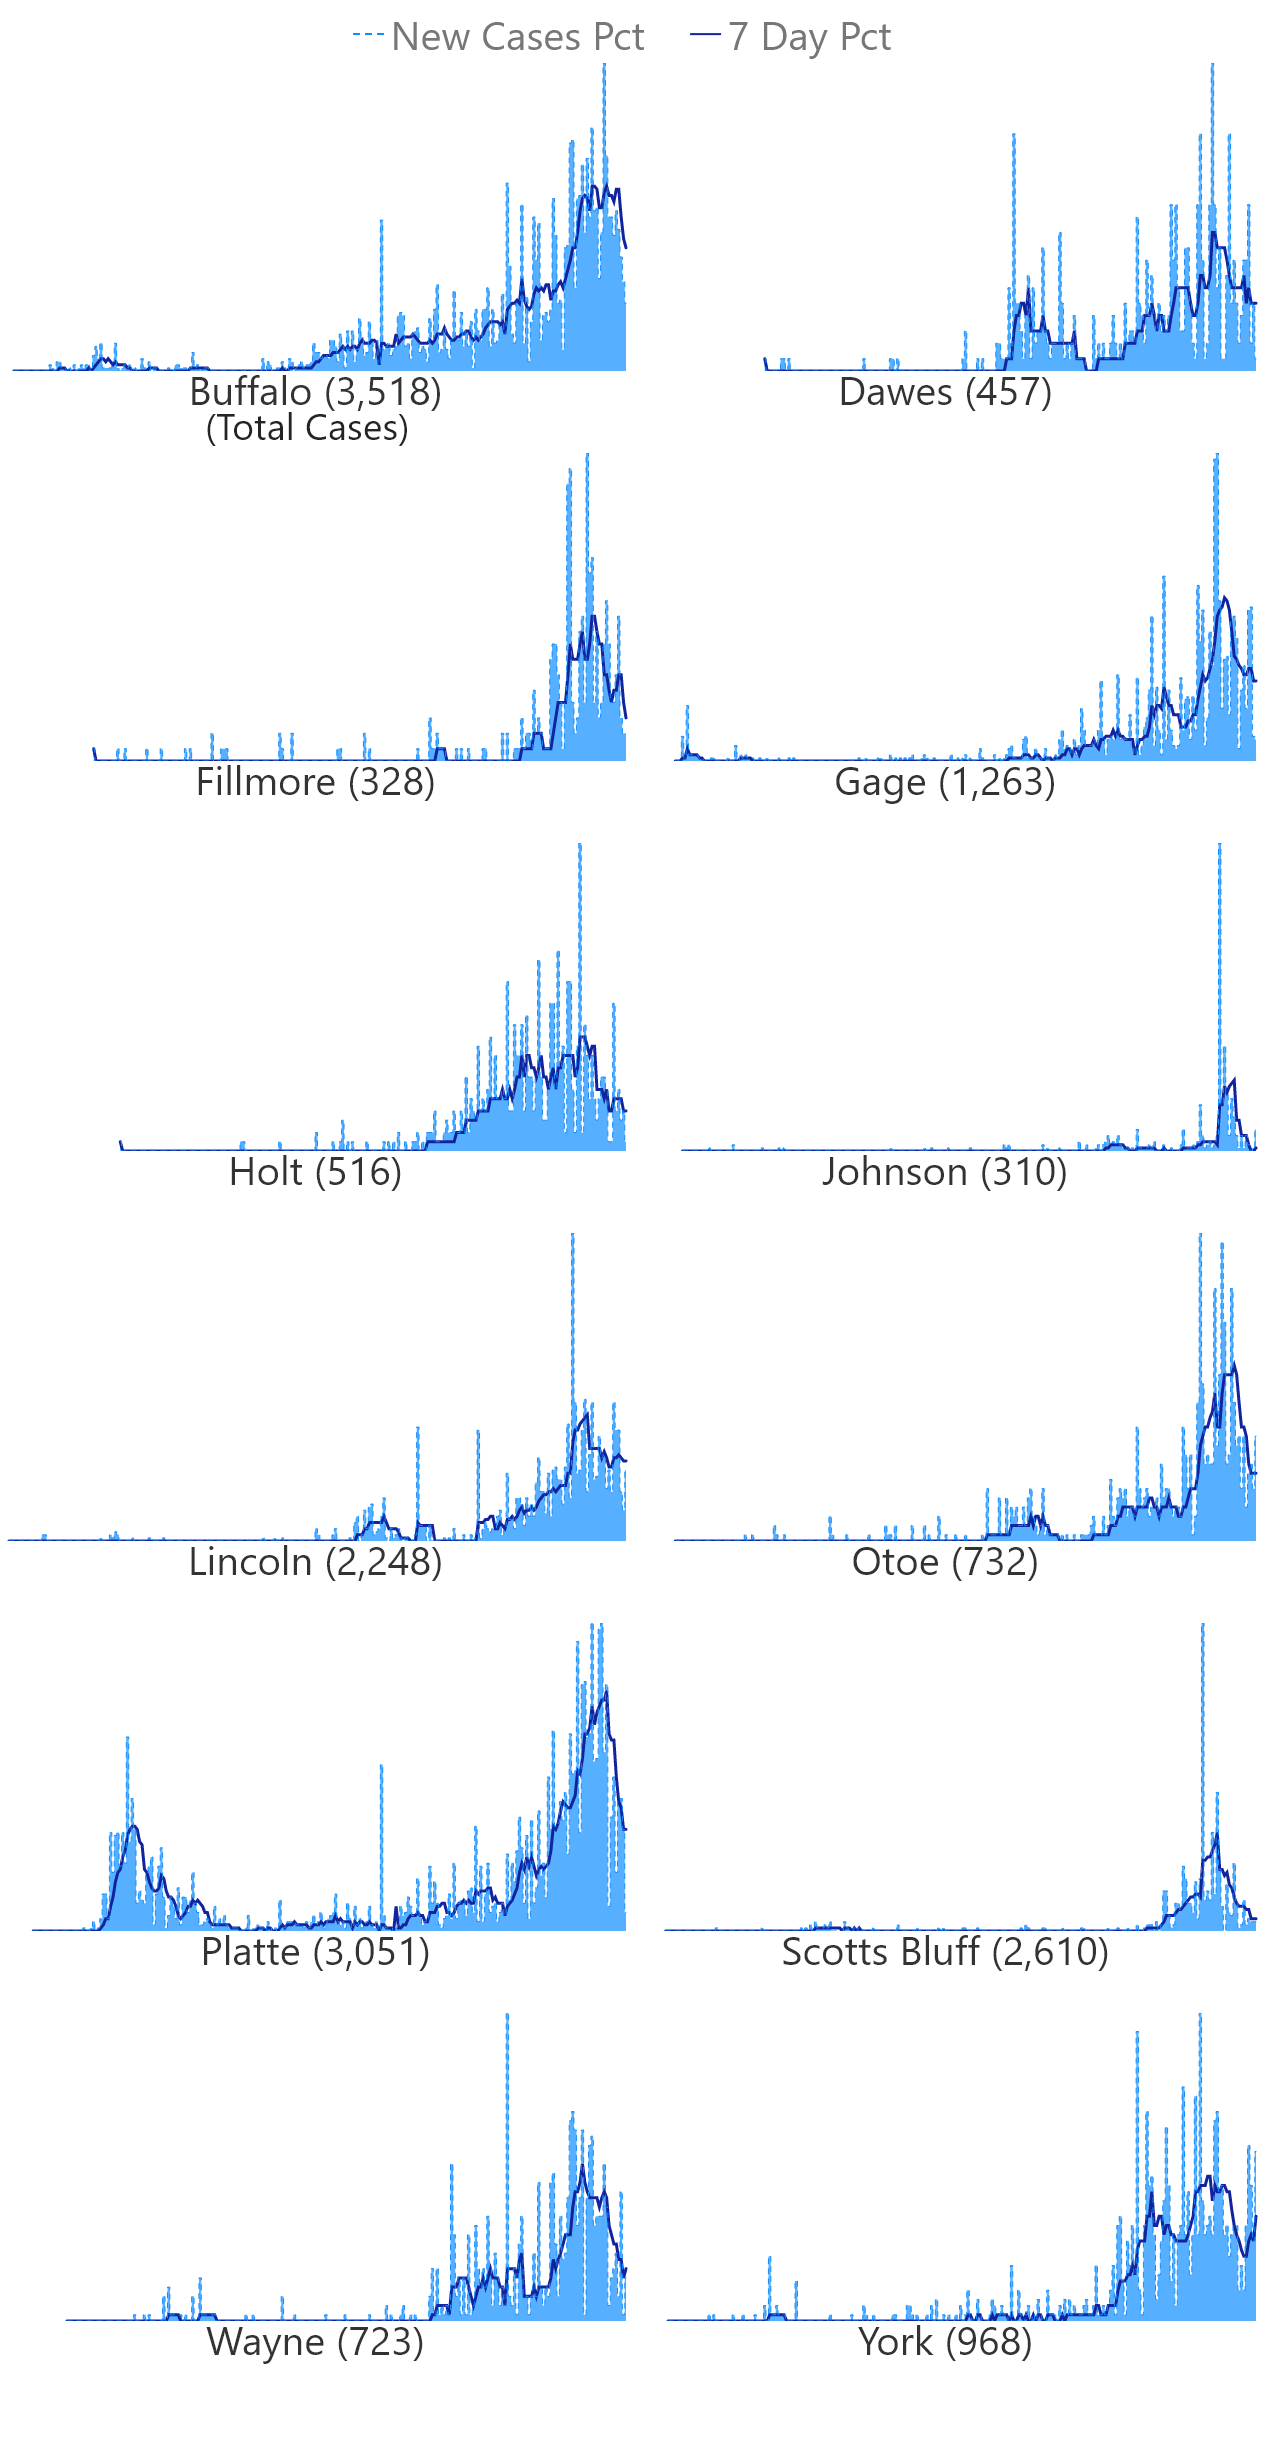 New Cases Pct 7 Day Pct
Buffalo (3,518) Dawes (457)
(Total Cases)
Fillmore (328) Gage (1,263)
Holt (516) Johnson (310)
Lincoln (2,248) Otoe (732)
Platte (3,051) Scotts Bluff (2,610)
Wayne (723) York (968)